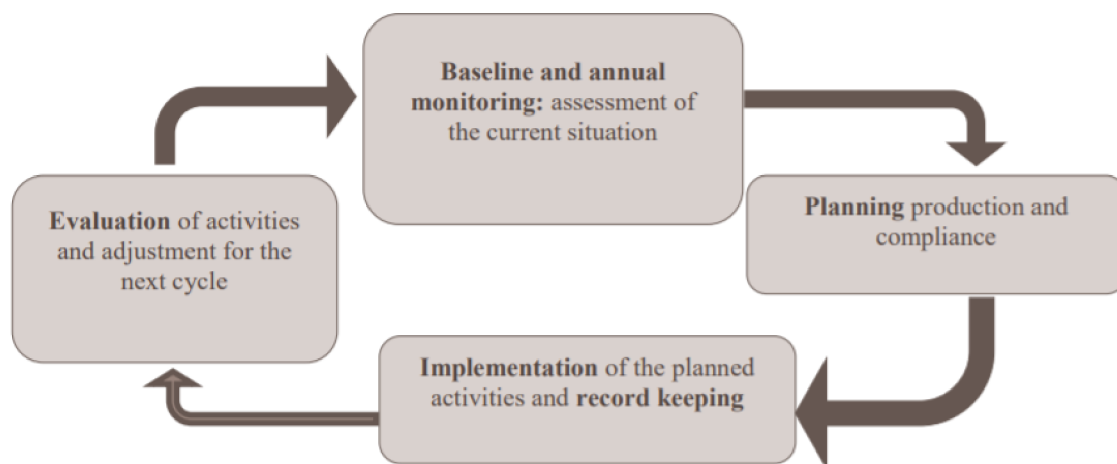 Baseline and annual
monitoring: assessment of
the current situation
Planning production and
compliance
Implementation of the planned
activities and record keeping
Evaluation of activities
and adjustment for the
next cycle